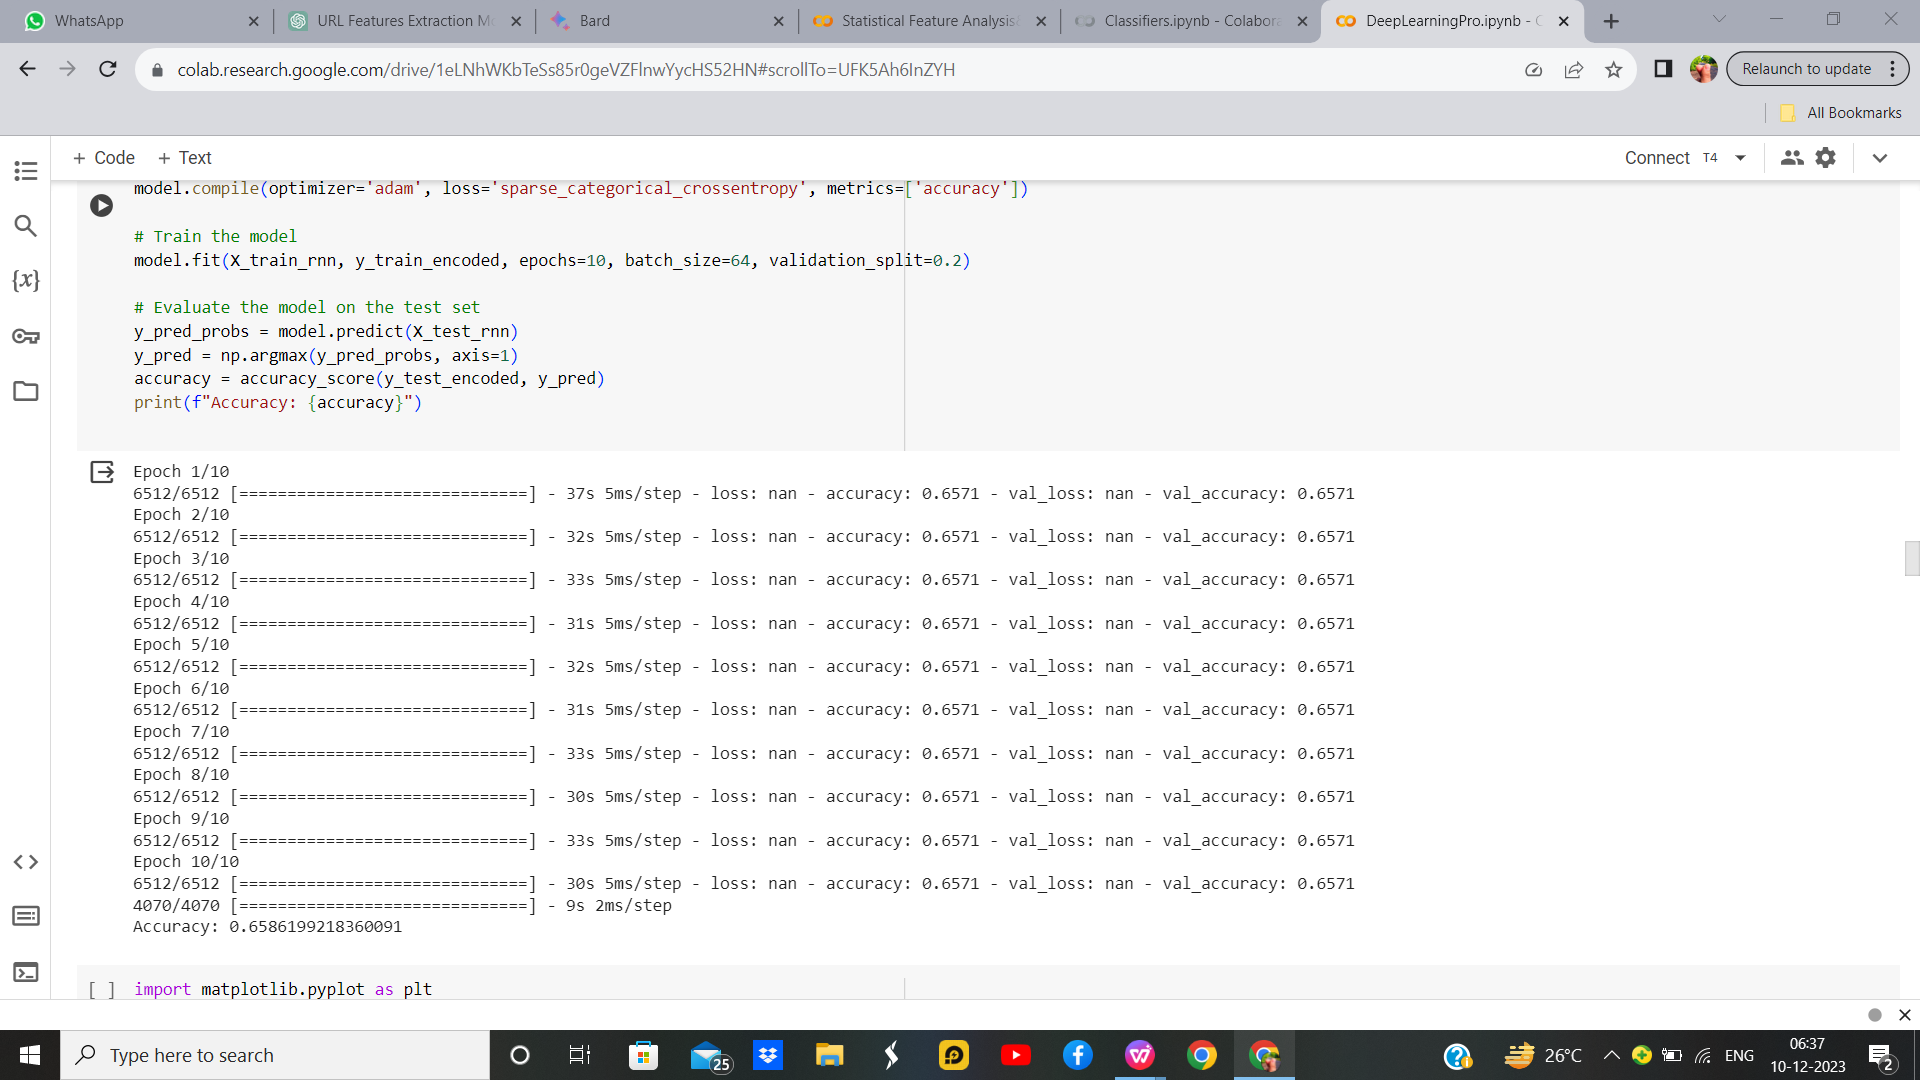 WhatsApp
URL Features Extraction Mo
Bard
Statistical Feature Analysis
Classifiers.ipynb - Colabora
DeepLearningPro.ipynb - C
colab.research.google.com/drive/1eLNhWKbTeSs85r0geVZFlnwYycHS52HN#scrollTo=UFK5Ah6InZYH
Relaunch to update
All Bookmarks
+ Code + Text
Connect T4
model.compile(optimizer='adam', loss='sparse_categorical_crossentropy', metrics=['accuracy'])
# Train the model
model.fit(X_train_rnn, y_train_encoded, epochs=10, batch_size=64, validation_split=0.2)
# Evaluate the model on the test set
y_pred_probs = model.predict(X_test_rnn)
y_pred = np.argmax(y_pred_probs, axis=1)
accuracy = accuracy_score(y_test_encoded, y_pred)
print(f"Accuracy: {accuracy}")
Epoch 1/10
6512/6512 [==============================] - 37s 5ms/step - loss: nan - accuracy: 0.6571 - val_loss: nan - val_accuracy: 0.6571
Epoch 2/10
6512/6512 [==============================] - 32s 5ms/step - loss: nan - accuracy: 0.6571 - val_loss: nan - val_accuracy: 0.6571
Epoch 3/10
6512/6512 [==============================] - 33s 5ms/step - loss: nan - accuracy: 0.6571 - val_loss: nan - val_accuracy: 0.6571
Epoch 4/10
6512/6512 [==============================] - 31s 5ms/step - loss: nan - accuracy: 0.6571 - val_loss: nan - val_accuracy: 0.6571
Epoch 5/10
6512/6512 [==============================] - 32s 5ms/step - loss: nan - accuracy: 0.6571 - val_loss: nan - val_accuracy: 0.6571
Epoch 6/10
6512/6512 [==============================] - 31s 5ms/step - loss: nan - accuracy: 0.6571 - val_loss: nan - val_accuracy: 0.6571
Epoch 7/10
6512/6512 [==============================] - 33s 5ms/step - loss: nan - accuracy: 0.6571 - val_loss: nan - val_accuracy: 0.6571
Epoch 8/10
6512/6512 [==============================] - 30s 5ms/step - loss: nan - accuracy: 0.6571 - val_loss: nan - val_accuracy: 0.6571
Epoch 9/10
6512/6512 [==============================] - 33s 5ms/step - loss: nan - accuracy: 0.6571 - val_loss: nan - val_accuracy: 0.6571
Epoch 10/10
6512/6512 [==============================] - 30s 5ms/step - loss: nan - accuracy: 0.6571 - val_loss: nan - val_accuracy: 0.6571
4070/4070 [==============================] - 9s 2ms/step
Accuracy: 0.6586199218360091
[ ] import matplotlib.pyplot as plt
Type here to search
25
26°C
ENG
06:37
10-12-2023
2